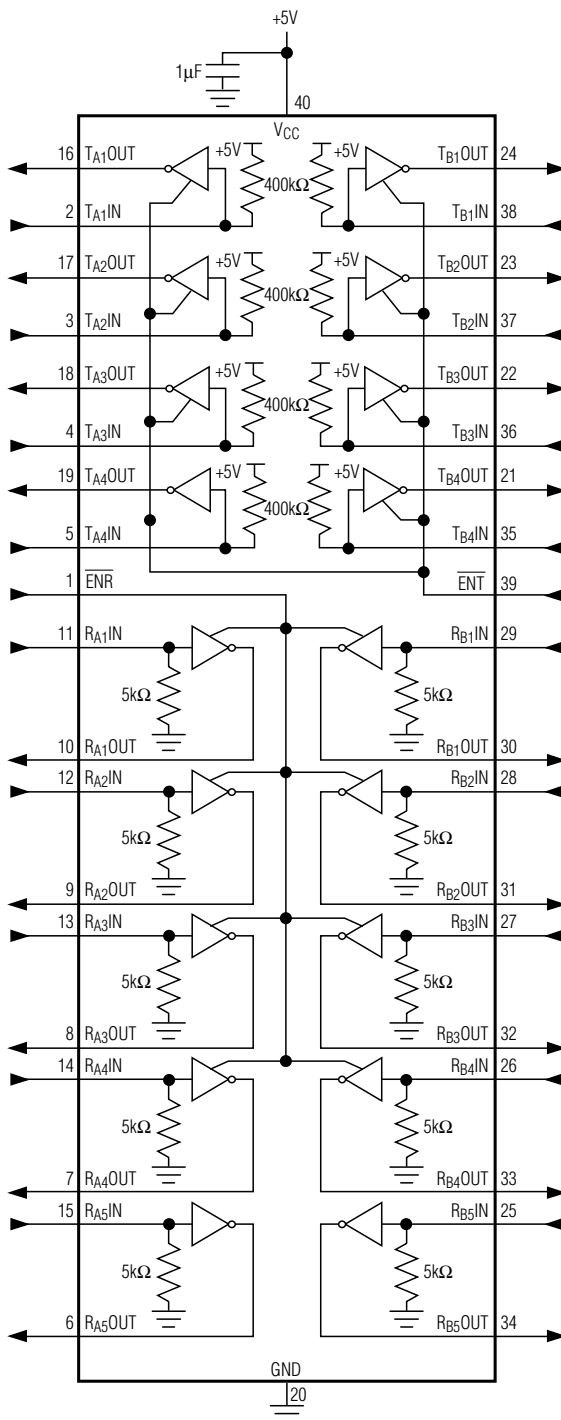 +5V
1μF
40
VCC
16 TA1OUT +5V +5V TB1OUT 24
400kΩ
2 TA1IN TB1IN 38
17 TA2OUT +5V +5V TB2OUT 23
400kΩ
3 TA2IN TB2IN 37
18 TA3OUT +5V +5V TB3OUT 22
400kΩ
4 TA3IN TB3IN 36
19 TA4OUT +5V +5V TB4OUT 21
400kΩ
5 TA4IN TB4IN 35
1 ENR ENT 39
11 RA1IN RB1IN 29
5kΩ 5kΩ
10 RA1OUT RB1OUT 30
12 RA2IN RB2IN 28
5kΩ 5kΩ
9 RA2OUT RB2OUT 31
13 RA3IN RB3IN 27
5kΩ 5kΩ
8 RA3OUT RB3OUT 32
14 RA4IN RB4IN 26
5kΩ 5kΩ
7 RA4OUT RB4OUT 33
15 RA5IN RB5IN 25
5kΩ 5kΩ
6 RA5OUT RB5OUT 34
GND
20